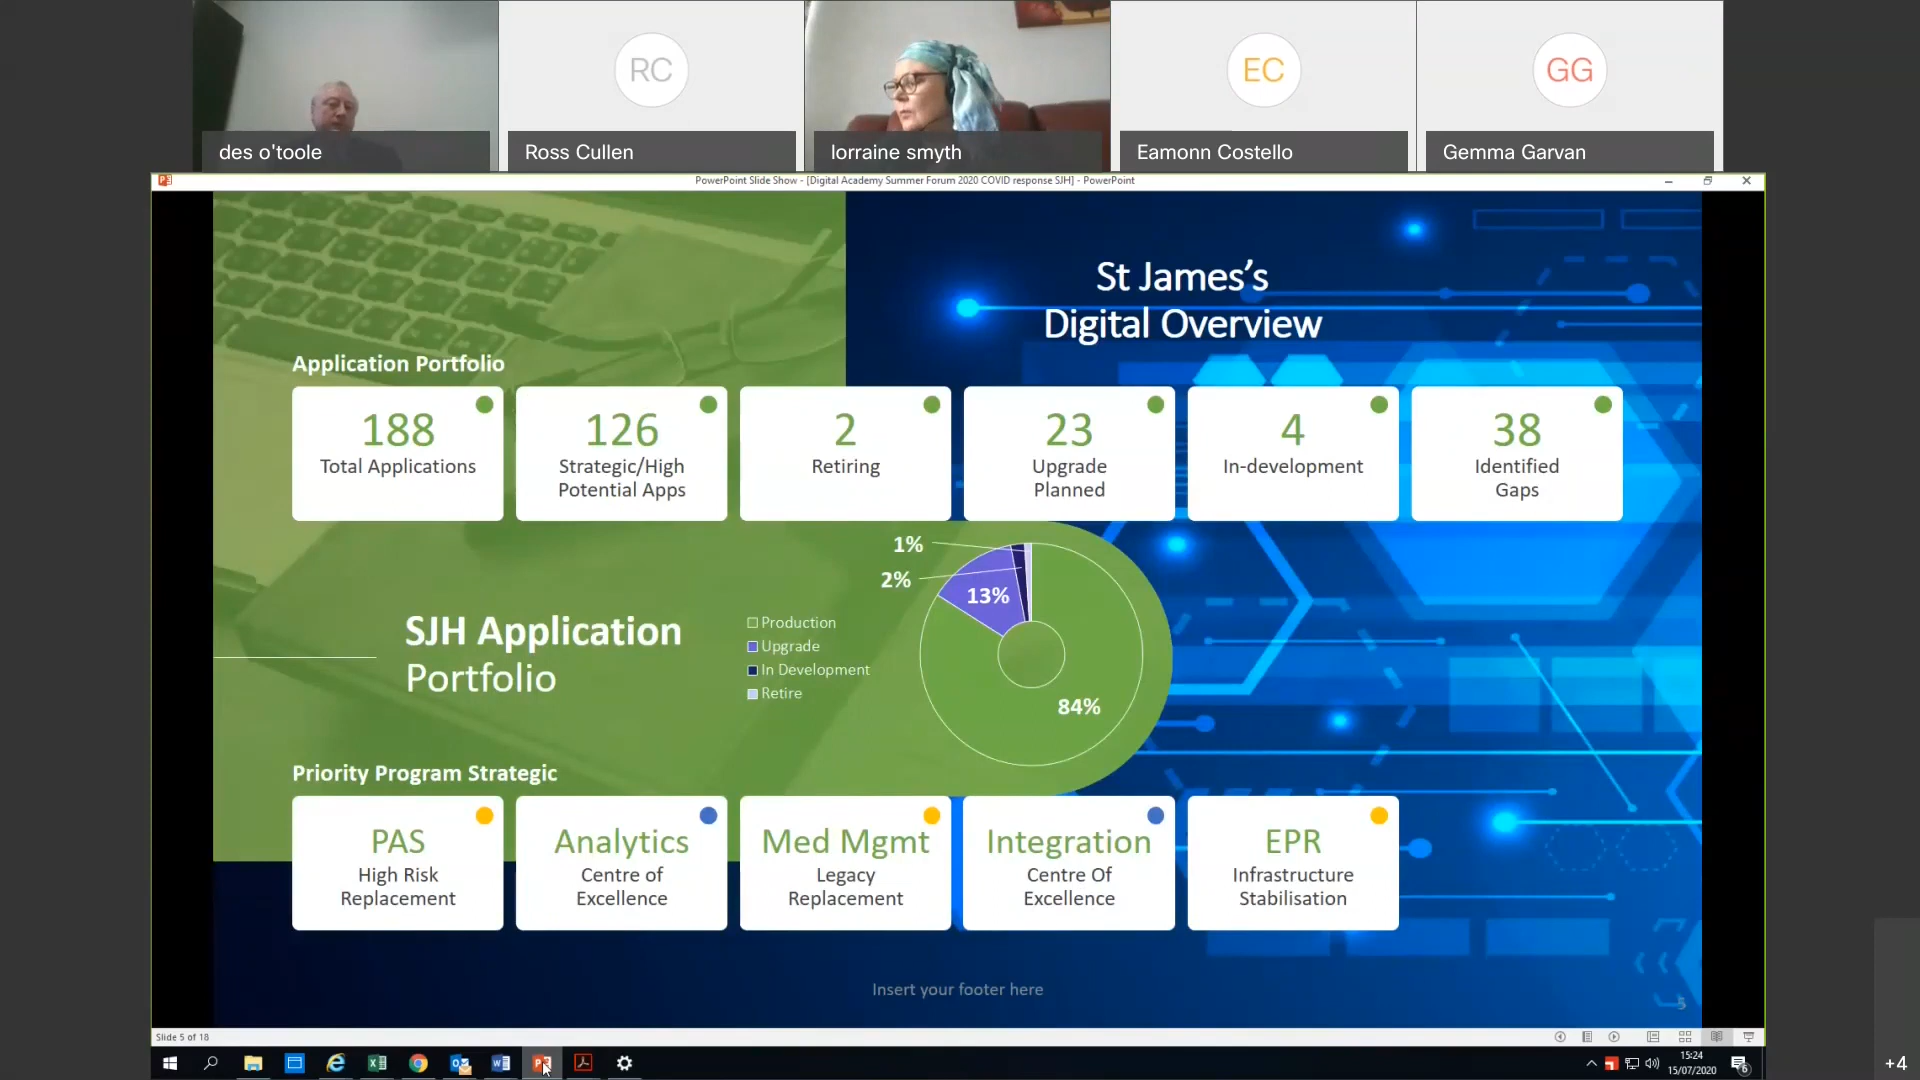 RC
EC
GG
des o'toole
Ross Cullen
lorraine smyth
Eamonn Costello
Gemma Garvan
PowerPoint Slide Show - [Digital Academy Summer Forum 2020 COVID response SJH] - PowerPoint
St James's
Digital Overview
Application Portfolio
188
Total Applications
126
Strategic/High
Potential Apps
2
Retiring
23
Upgrade
Planned
4
In-development
38
Identified
Gaps
SJH Application
Portfolio
Production
Upgrade
In Development
Retire
1%
2%
13%
84%
Priority Program Strategic
PAS
High Risk
Replacement
Analytics
Centre of
Excellence
Med Mgmt
Legacy
Replacement
Integration
Centre Of
Excellence
EPR
Infrastructure
Stabilisation
Insert your footer here
5
Slide 5 of 18
15:24
15/07/2020
6
+4